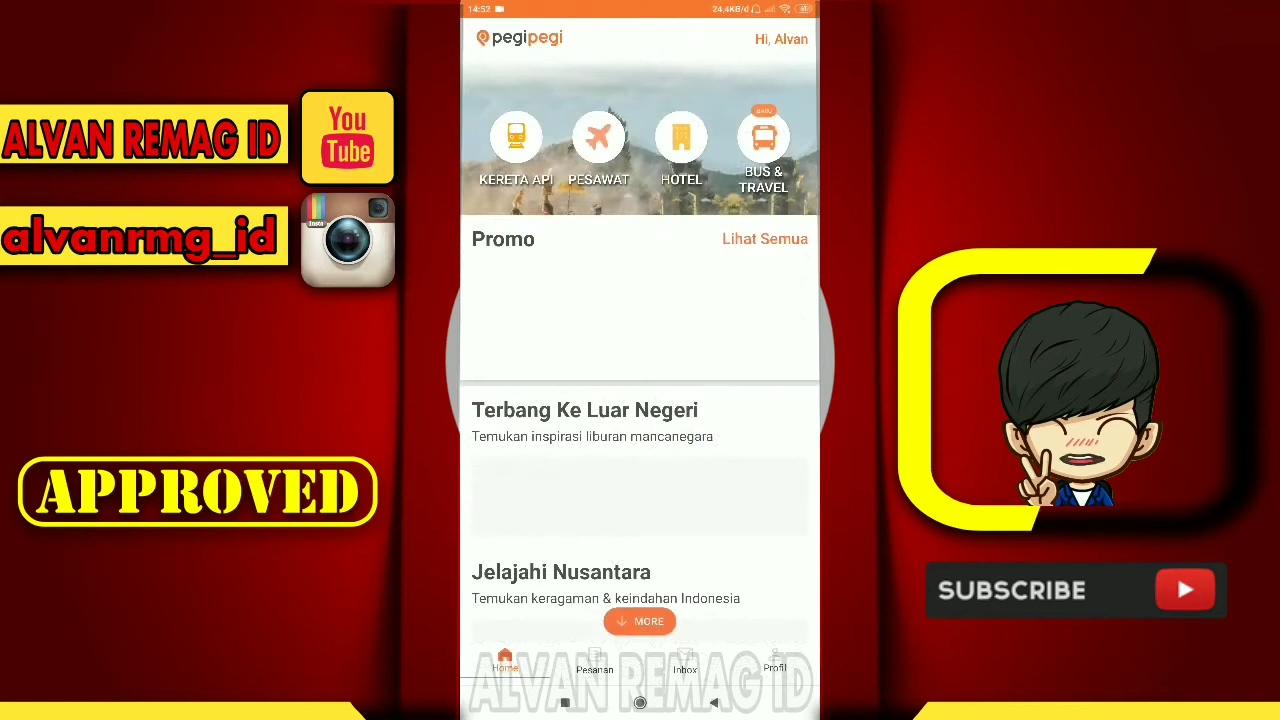 ALVAN REMAG ID
You
Tube
alvanrmg_id
Insta
APPROVED
14:52
24,4KB/d
pegipegi
Hi, Alvan
BARU
KERETA API
PESAWAT
HOTEL
BUS &
TRAVEL
Promo
Lihat Semua
Terbang Ke Luar Negeri
Temukan inspirasi liburan mancanegara
Jelajahi Nusantara
Temukan keragaman & keindahan Indonesia
MORE
Home
Pesanan
Inbox
Profil
ALVAN REMAG ID
SUBSCRIBE